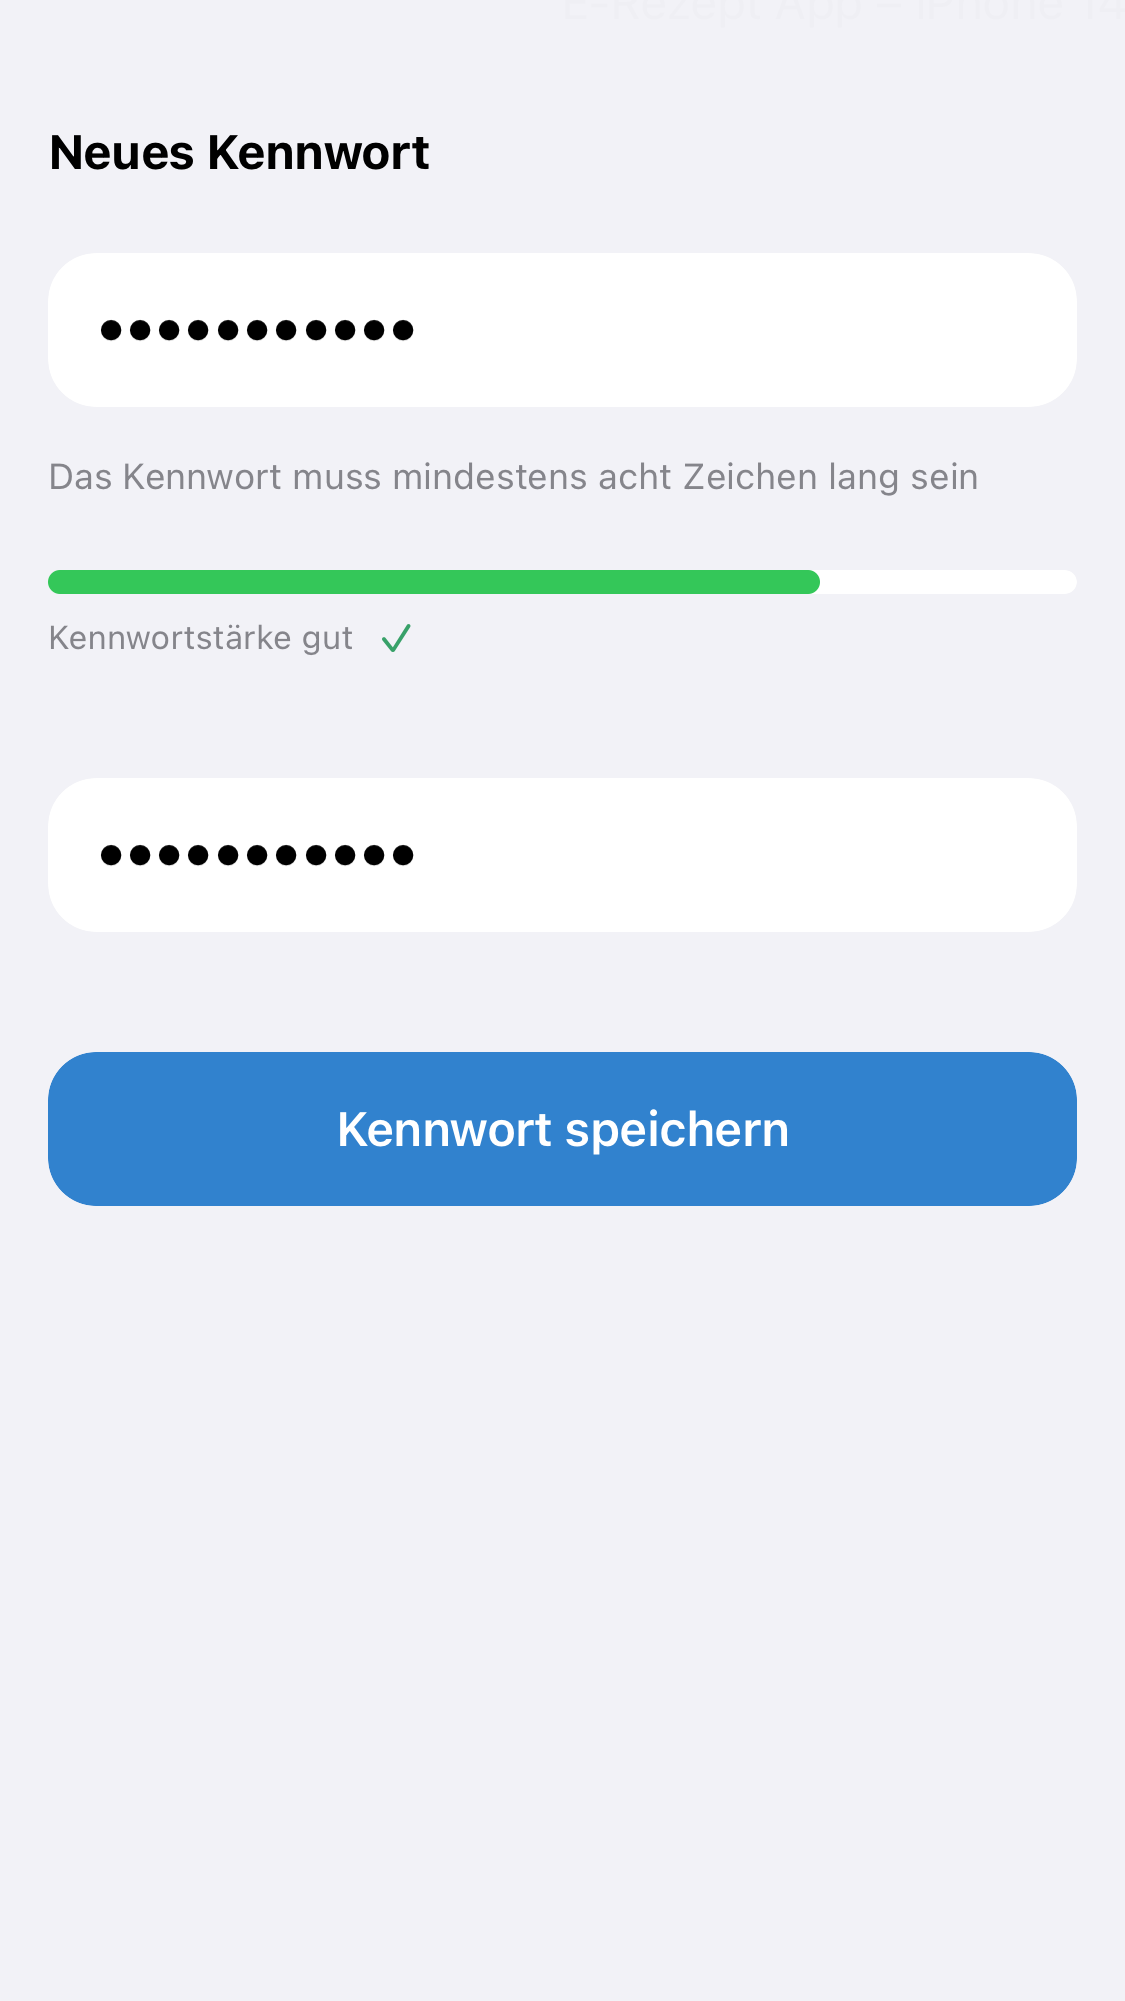 E-Rezept App – iPhone 14
Neues Kennwort
•••••••••••
Das Kennwort muss mindestens acht Zeichen lang sein
Kennwortstärke gut
•••••••••••
Kennwort speichern